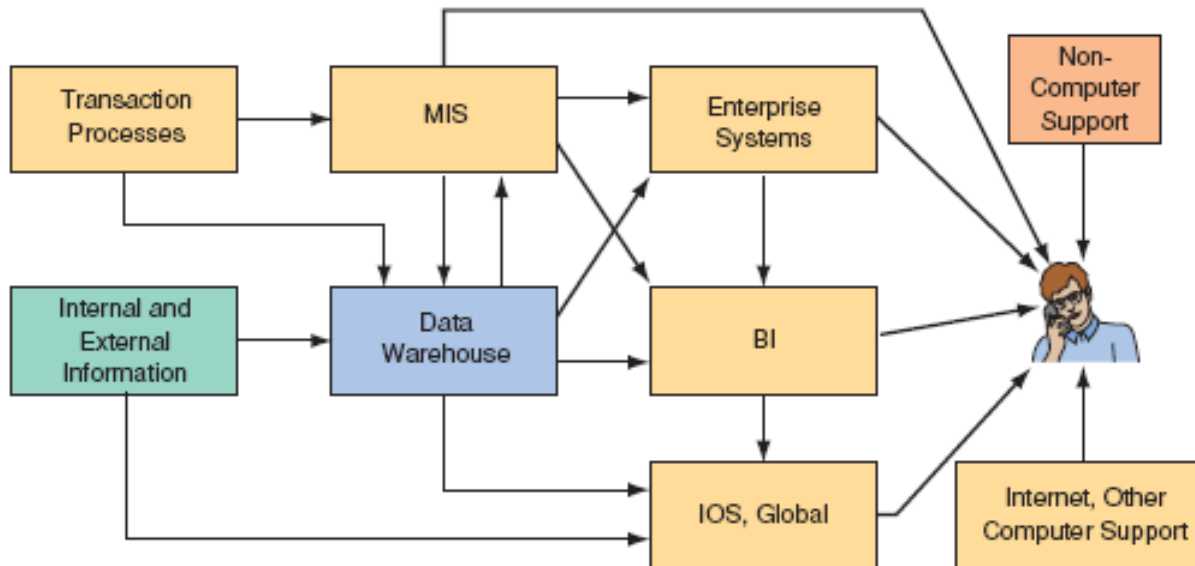 Transaction
Processes
MIS
Enterprise
Systems
Non-
Computer
Support
Internal and
External
Information
Data
Warehouse
BI
IOS, Global
Internet, Other
Computer Support